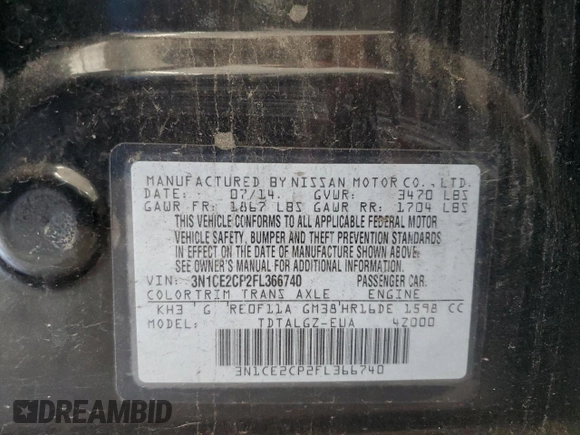 MANUFACTURED BY NISSAN MOTOR CO., LTD.
DATE: 07/14 GVWR: 3470 LBS
GAWR FR: 1867 LBS GAWR RR: 1704 LBS
THIS VEHICLE CONFORMS TO ALL APPLICABLE FEDERAL MOTOR
VEHICLE SAFETY, BUMPER AND THEFT PREVENTION STANDARDS
IN EFFECT ON THE DATE OF MANUFACTURE SHOWN ABOVE.
SEE OWNER'S MANUAL FOR ADDITIONAL INFORMATION.
VIN: 3N1CE2CP2FL366740 PASSENGER CAR.
COLOR TRIM TRANS AXLE ENGINE
KH3 G RE0F11A GM38 HR16DE 1598 CC
TDTALGZ-EUA 4Z000
3N1CE2CP2FL366740
DREAMBID